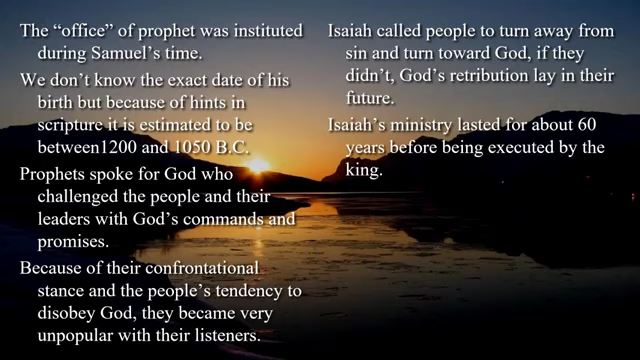 The “office” of prophet was instituted
during Samuel’s time.
We don’t know the exact date of his
birth but because of hints in
scripture it is estimated to be
between1200 and 1050 B.C.
Prophets spoke for God who
challenged the people and their
leaders with God’s commands and
promises.
Because of their confrontational
stance and the people’s tendency to
disobey God, they became very
unpopular with their listeners.
Isaiah called people to turn away from
sin and turn toward God, if they
didn’t, God’s retribution lay in their
future.
Isaiah’s ministry lasted for about 60
years before being executed by the
king.